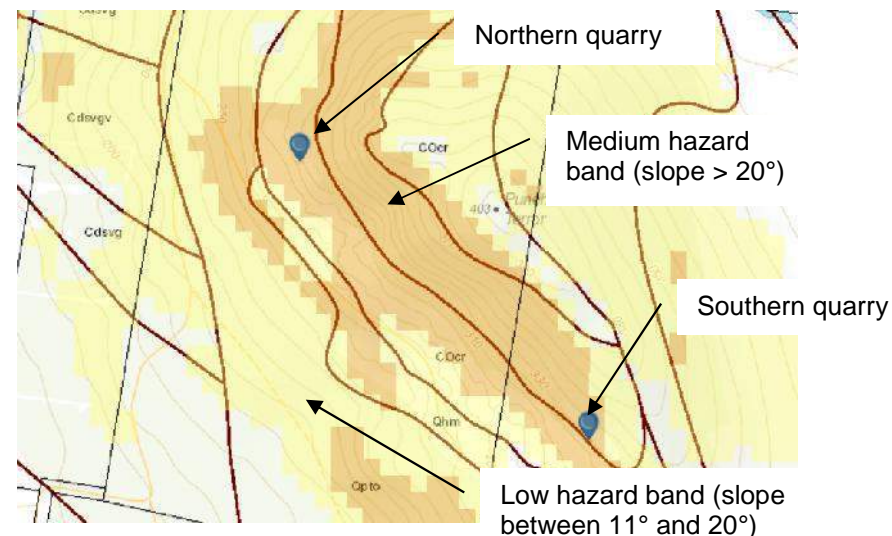 Northern quarry
Cdsvgv
Medium hazard
band (slope > 20°)
COcr
403
Cdsvg
Southern quarry
COcr
Qhm
Qpto
Low hazard band (slope
between 11° and 20°)